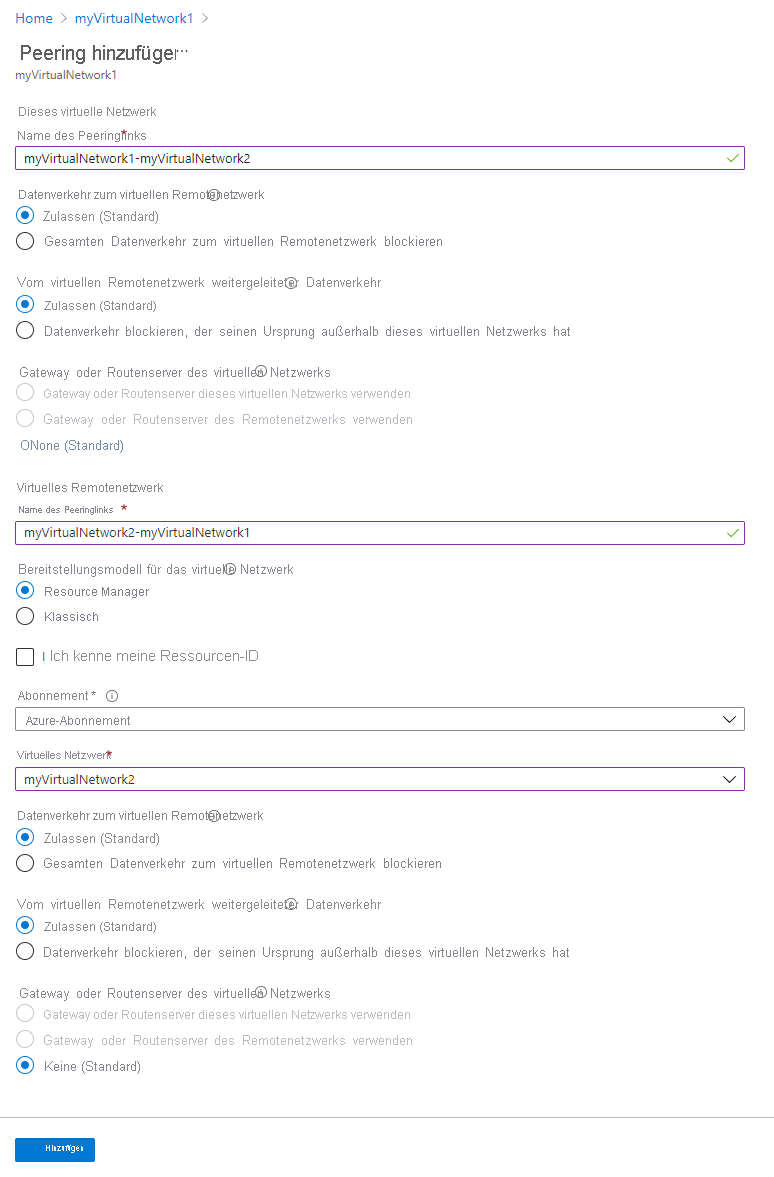 Home > myVirtualNetwork1 >
Peering hinzufüger...
myVirtualNetwork1
Dieses virtuelle Netzwerk
Name des Peeringlinks *
myVirtualNetwork1-myVirtualNetwork2
Datenverkehr zum virtuellen Remotenetzwerk
Zulassen (Standard)
Gesamten Datenverkehr zum virtuellen Remotenetzwerk blockieren
Vom virtuellen Remotenetzwerk weitergeleiteter Datenverkehr
Zulassen (Standard)
Datenverkehr blockieren, der seinen Ursprung außerhalb dieses virtuellen Netzwerks hat
Gateway oder Routenserver des virtuellen Netzwerks
Gateway oder Routenserver dieses virtuellen Netzwerks verwenden
Gateway oder Routenserver des Remotenetzwerks verwenden
ONone (Standard)
Virtuelles Remotenetzwerk
Name des Peeringlinks *
myVirtualNetwork2-myVirtualNetwork1
Bereitstellungsmodell für das virtuelle Netzwerk
Resource Manager
Klassisch
I Ich kenne meine Ressourcen-ID
Abonnement *
Azure-Abonnement
Virtuelles Netzwerk *
myVirtualNetwork2
Datenverkehr zum virtuellen Remotenetzwerk
Zulassen (Standard)
Gesamten Datenverkehr zum virtuellen Remotenetzwerk blockieren
Vom virtuellen Remotenetzwerk weitergeleiteter Datenverkehr
Zulassen (Standard)
Datenverkehr blockieren, der seinen Ursprung außerhalb dieses virtuellen Netzwerks hat
Gateway oder Routenserver des virtuellen Netzwerks
Gateway oder Routenserver dieses virtuellen Netzwerks verwenden
Gateway oder Routenserver des Remotenetzwerks verwenden
Keine (Standard)
Hinzufügen